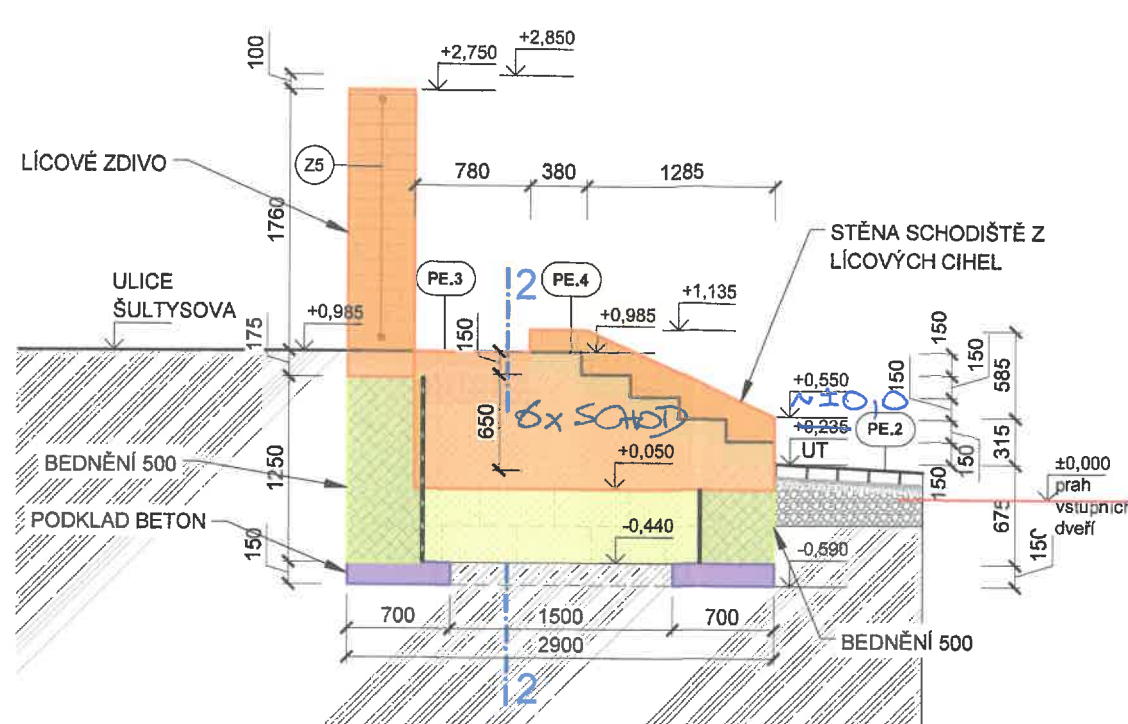 +2,850
+2,750
100
LÍCOVÉ ZDIVO
Z5
780
380
1285
1760
STĚNA SCHODIŠTĚ Z
LÍCOVÝCH CIHEL
ULICE
ŠULTYSOVA
PE.3
2
PE.4
+1,135
+0,985
+0,985
175
150
150
150
150
585
+0,550
~±0,0
+0,235
UT
PE.2
650
6x SCHOD
+0,050
315
150
150
BEDNĚNÍ 500
1250
±0,000
prah
vstupních
dveří
PODKLAD BETON
-0,440
675
150
-0,590
150
700
1500
700
2900
BEDNĚNÍ 500
2